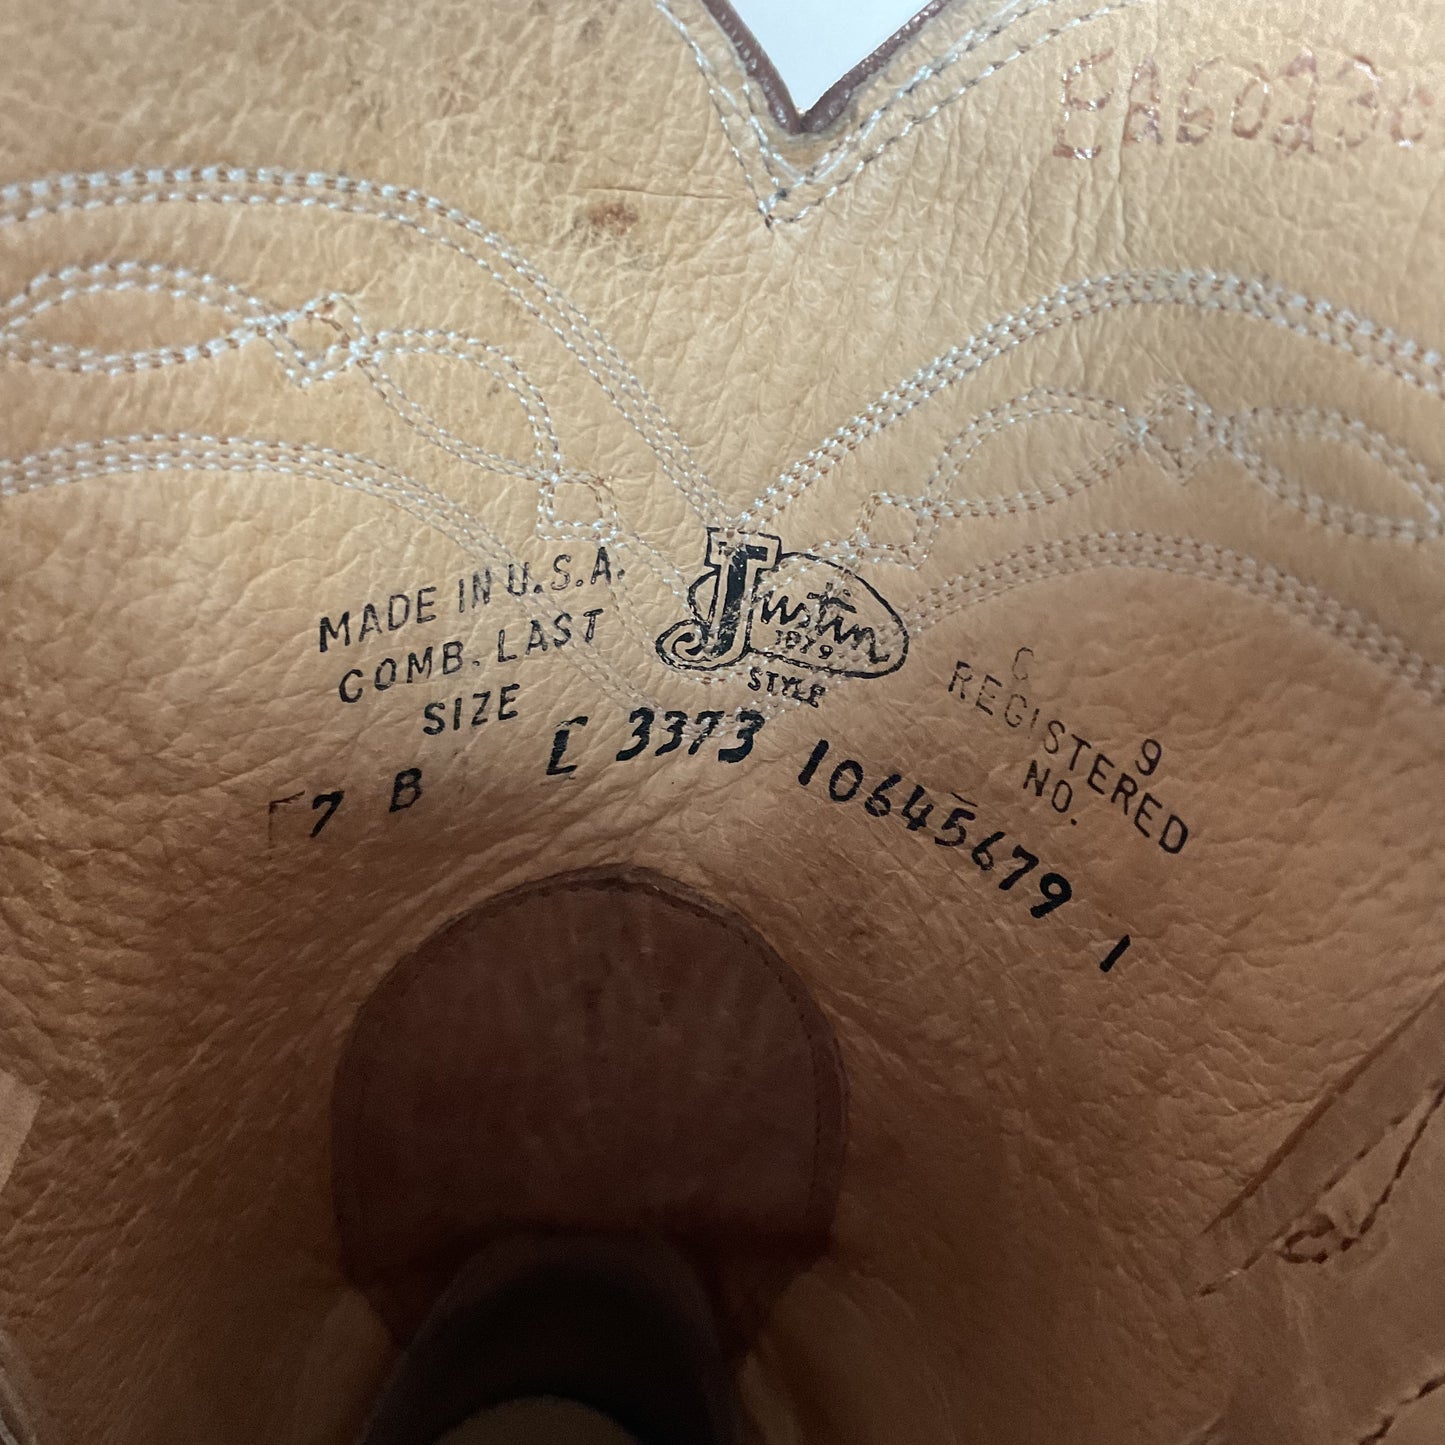 MADE IN U.S.A.
COMB. LAST
SIZE
7 B
Justin
1879
STYLE
L 3373
9
REGISTERED
NO.
10645679 1